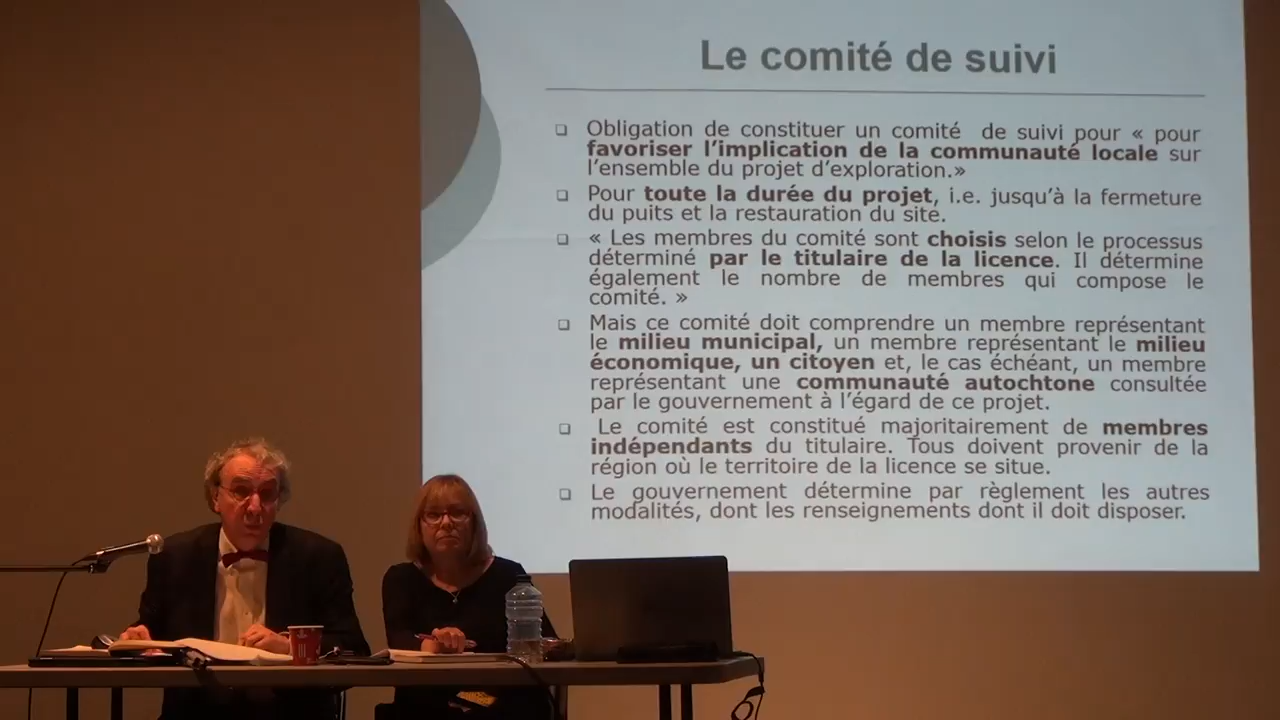 Le comité de suivi
❑ Obligation de constituer un comité de suivi pour « pour
favoriser l'implication de la communauté locale sur
l'ensemble du projet d'exploration.»
❑ Pour toute la durée du projet, i.e. jusqu'à la fermeture
du puits et la restauration du site.
❑ « Les membres du comité sont choisis selon le processus
déterminé par le titulaire de la licence. Il détermine
également le nombre de membres qui compose le
comité. »
❑ Mais ce comité doit comprendre un membre représentant
le milieu municipal, un membre représentant le milieu
économique, un citoyen et, le cas échéant, un membre
représentant une communauté autochtone consultée
par le gouvernement à l'égard de ce projet.
❑ Le comité est constitué majoritairement de membres
indépendants du titulaire. Tous doivent provenir de la
région où le territoire de la licence se situe.
❑ Le gouvernement détermine par règlement les autres
modalités, dont les renseignements dont il doit disposer.